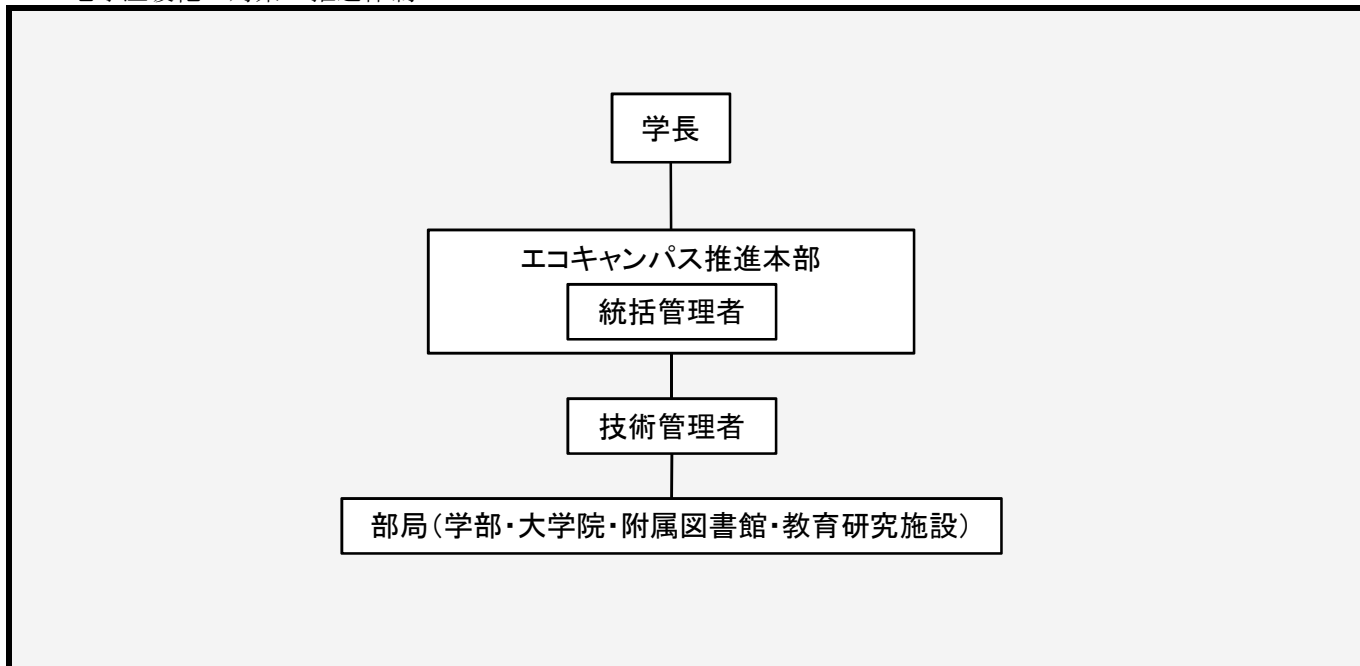 学長
エコキャンパス推進本部
統括管理者
技術管理者
部局(学部・大学院・附属図書館・教育研究施設)